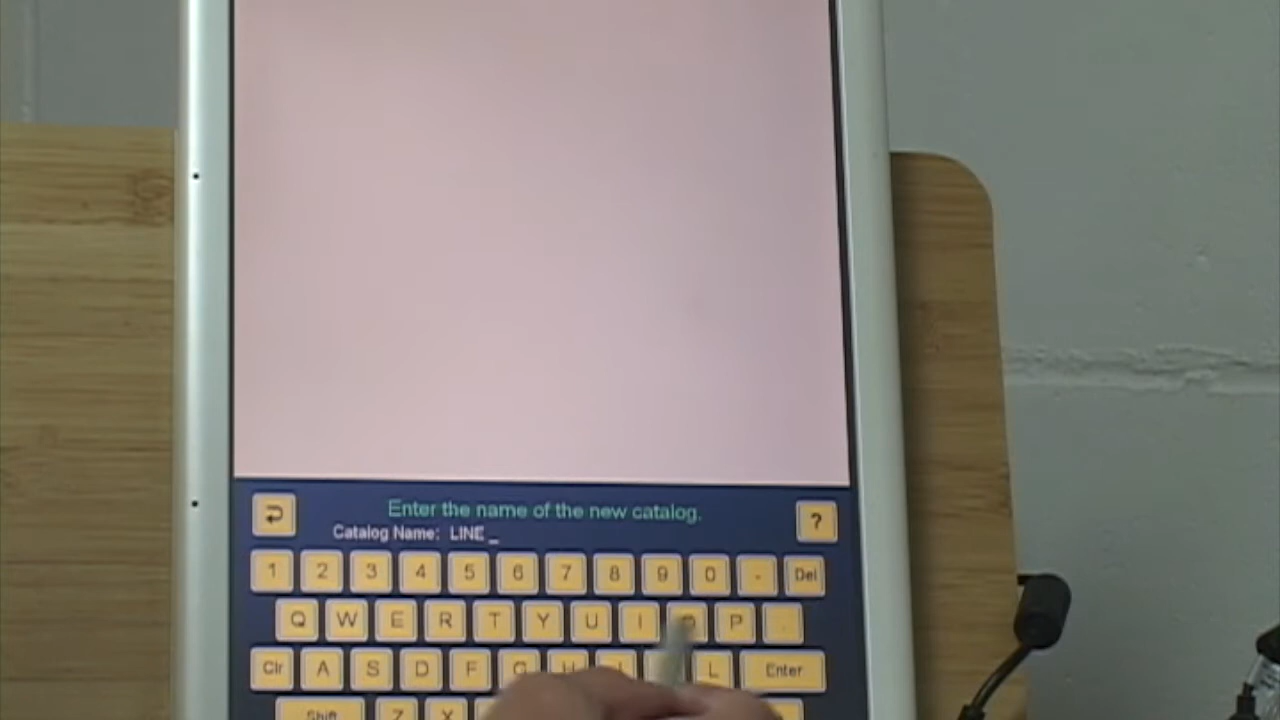 Enter the name of the new catalog.
?
Catalog Name: LINE _
1 2 3 4 5 6 7 8 9 0 - Del
Q W E R T Y U I O P .
Clr A S D F G H J L Enter
Shift Z X